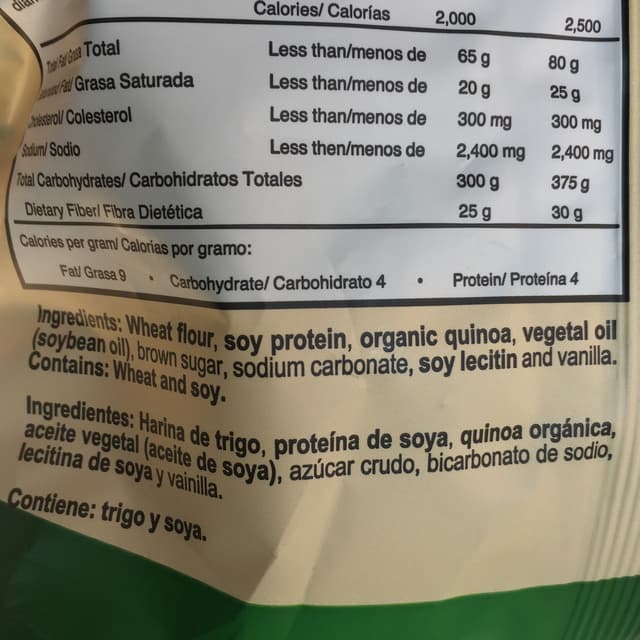 Calories/ Calorías 2,000 2,500
Total Fat/ Grasa Total Less than/menos de 65 g 80 g
Fat/ Grasa Saturada Less than/menos de 20 g 25 g
Cholesterol/ Colesterol Less than/menos de 300 mg 300 mg
Sodium/ Sodio Less then/menos de 2,400 mg 2,400 mg
Total Carbohydrates/ Carbohidratos Totales 300 g 375 g
Dietary Fiber/ Fibra Dietética 25 g 30 g
Calories per gram/ Calorías por gramo:
Fat/ Grasa 9 • Carbohydrate/ Carbohidrato 4 • Protein/ Proteína 4
Ingredients: Wheat flour, soy protein, organic quinoa, vegetal oil
(soybean oil), brown sugar, sodium carbonate, soy lecitin and vanilla.
Contains: Wheat and soy.
Ingredientes: Harina de trigo, proteína de soya, quinoa orgánica,
aceite vegetal (aceite de soya), azúcar crudo, bicarbonato de sodio,
lecitina de soya y vainilla.
Contiene: trigo y soya.